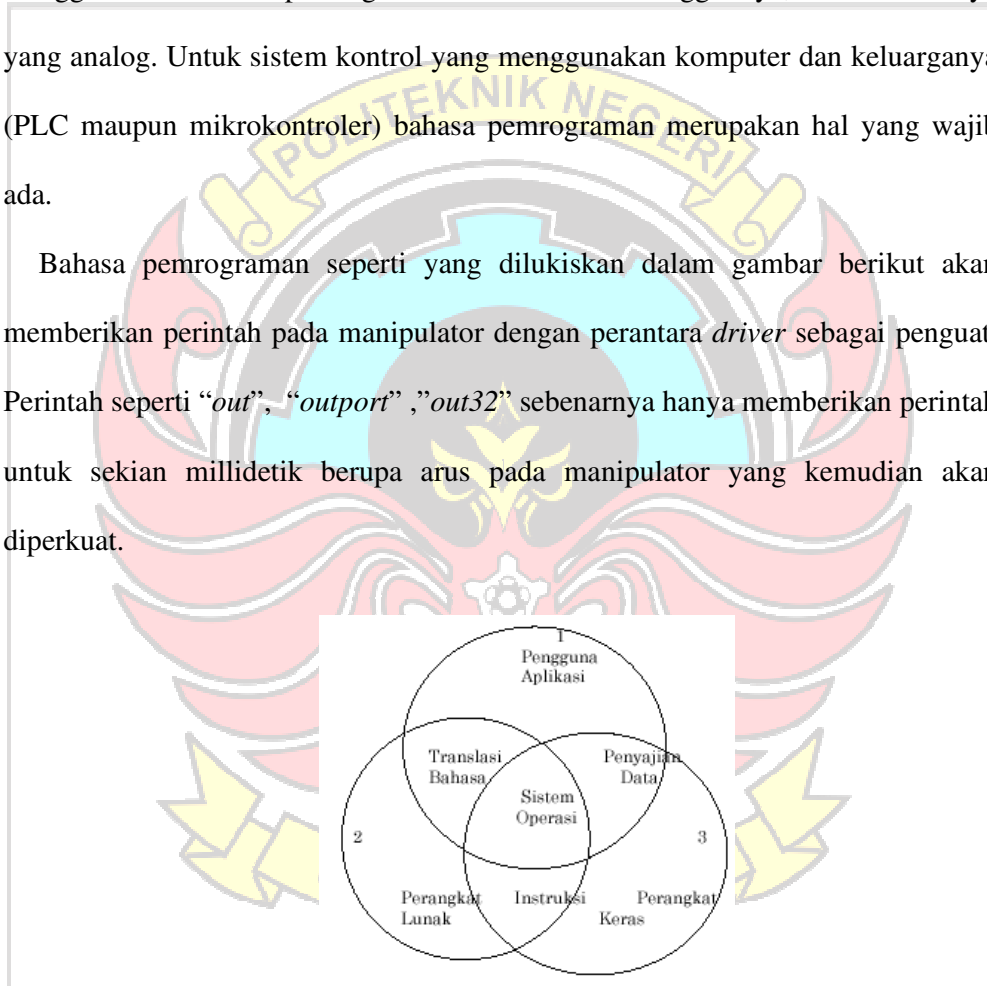 yang analog. Untuk sistem kontrol yang menggunakan komputer dan keluarganya
(PLC maupun mikrokontroler) bahasa pemrograman merupakan hal yang wajib
ada.
Bahasa pemrograman seperti yang dilukiskan dalam gambar berikut akan
memberikan perintah pada manipulator dengan perantara driver sebagai penguat
Perintah seperti “out”, “outport” ,”out32” sebenarnya hanya memberikan perintah
untuk sekian millidetik berupa arus pada manipulator yang kemudian akan
diperkuat.
POLITEKNIK NEGERI
1
Pengguna
Aplikasi
Translasi
Bahasa
Penyajian
Data
Sistem
Operasi
2
3
Perangkat
Lunak
Instruksi
Perangkat
Keras